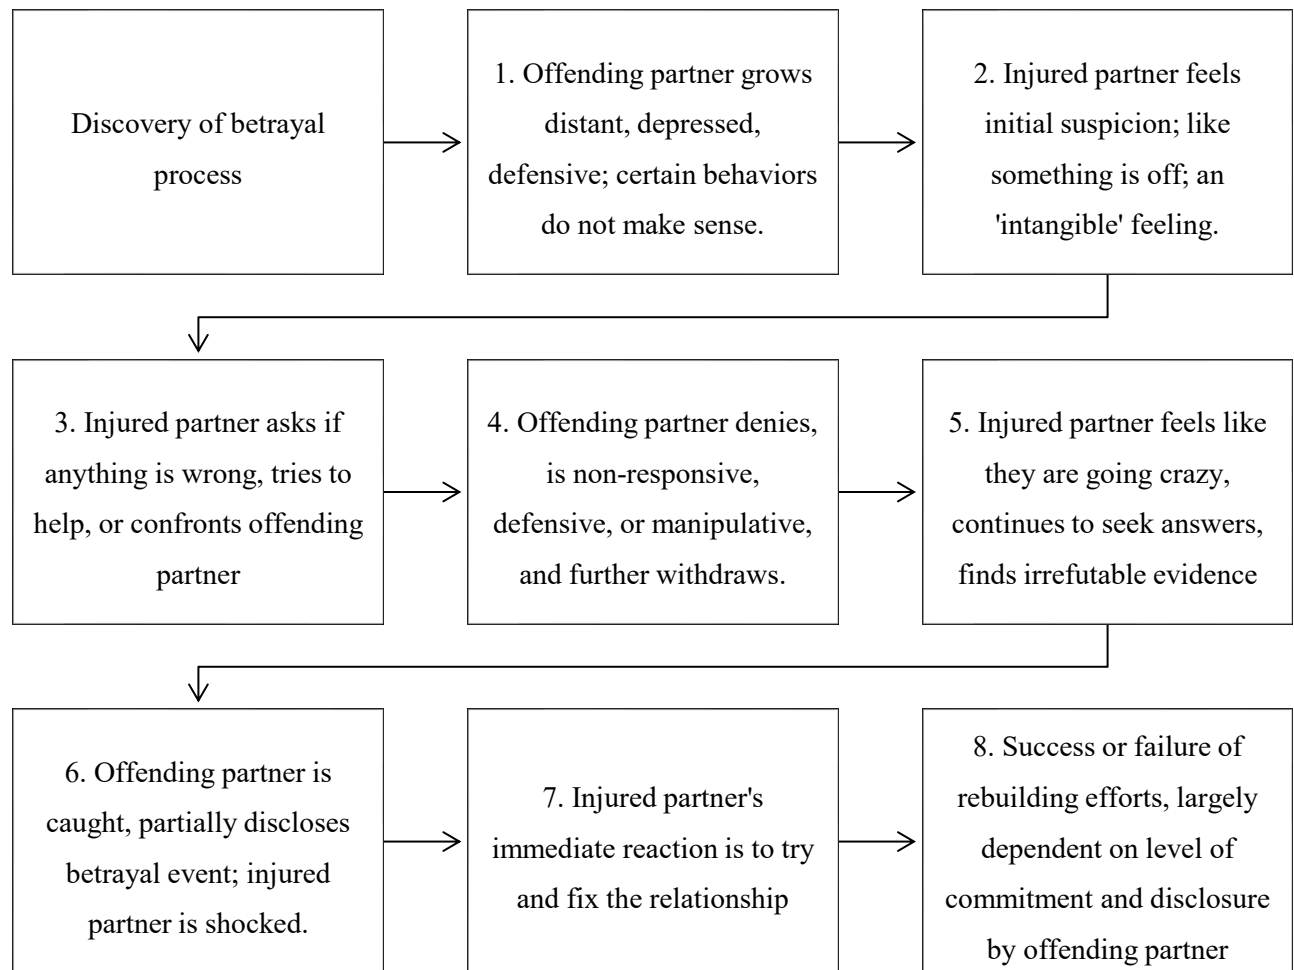 Discovery of betrayal
process
1. Offending partner grows
distant, depressed,
defensive; certain behaviors
do not make sense.
2. Injured partner feels
initial suspicion; like
something is off; an
'intangible' feeling.
3. Injured partner asks if
anything is wrong, tries to
help, or confronts offending
partner
4. Offending partner denies,
is non-responsive,
defensive, or manipulative,
and further withdraws.
5. Injured partner feels like
they are going crazy,
continues to seek answers,
finds irrefutable evidence
6. Offending partner is
caught, partially discloses
betrayal event; injured
partner is shocked.
7. Injured partner's
immediate reaction is to try
and fix the relationship
8. Success or failure of
rebuilding efforts, largely
dependent on level of
commitment and disclosure
by offending partner